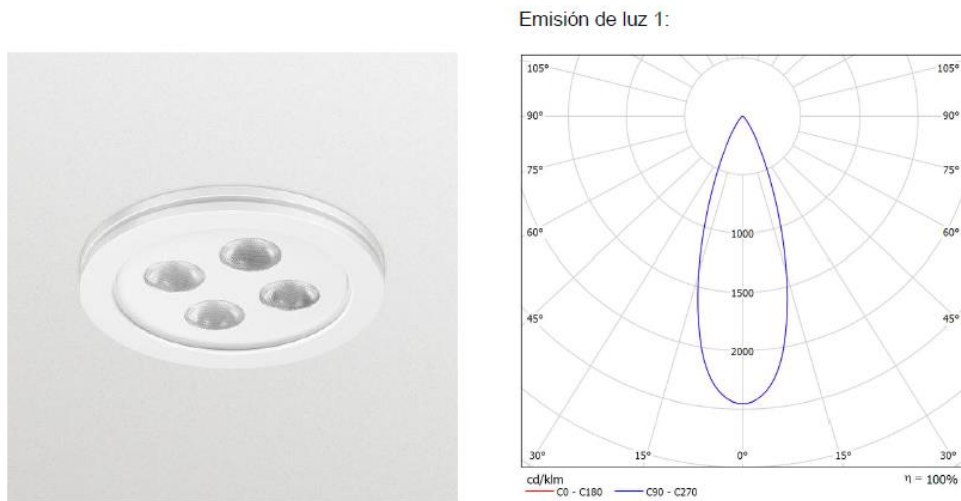 Emisión de luz 1:
105° 105°
90° 90°
75° 75°
60° 1000 60°
1500
45° 45°
2000
30° 15° 0° 15° 30°
cd/klm η = 100%
C0 - C180 C90 - C270